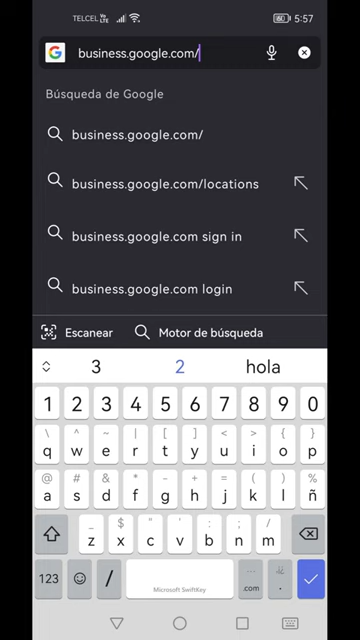 TELCEL VoLTE 5:57
business.google.com/
Búsqueda de Google
business.google.com/
business.google.com/locations
business.google.com sign in
business.google.com login
Escanear Motor de búsqueda
3 2 hola
1 2 3 4 5 6 7 8 9 0
\ ^ ~ | [ ] < > { }
q w e r t y u i o p
@ # & * - + = ( ) %
a s d f g h j k l ñ
_ $ " ' : ; /
z x c v b n m
123 / Microsoft SwiftKey .com .